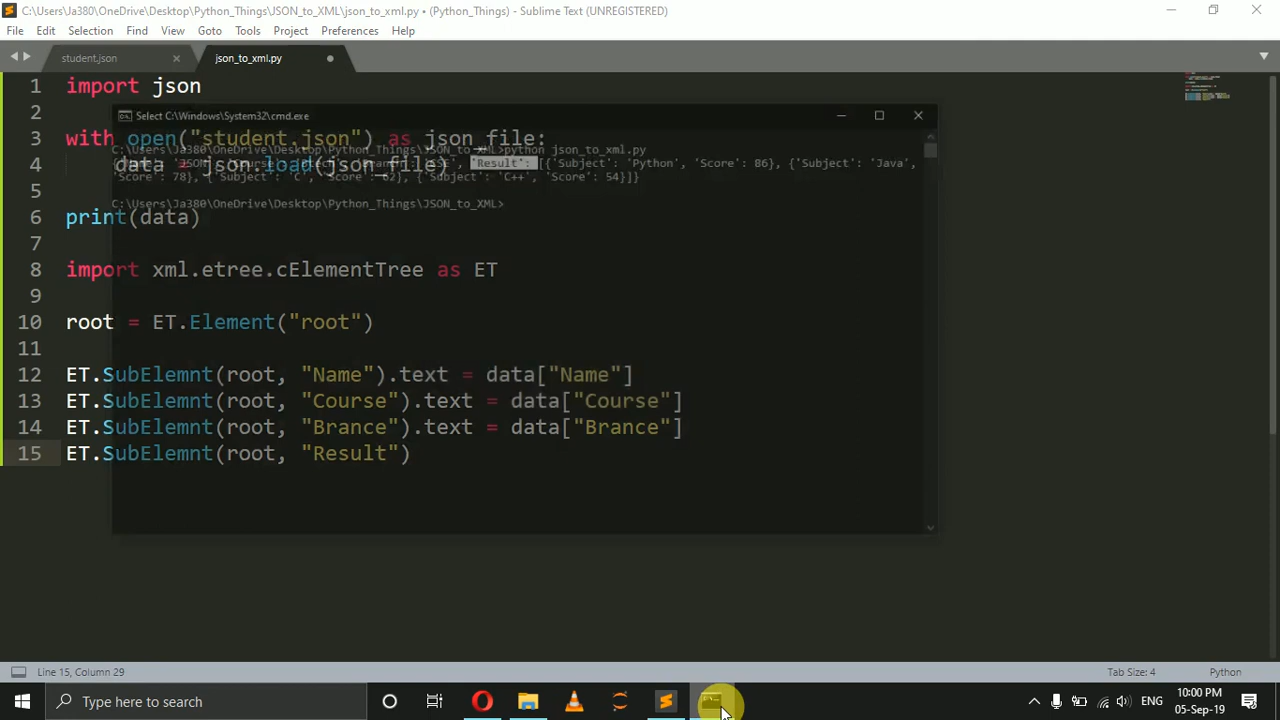 C:\Users\Ja380\OneDrive\Desktop\Python_Things\JSON_to_XML\json_to_xml.py • (Python_Things) - Sublime Text (UNREGISTERED)
File Edit Selection Find View Goto Tools Project Preferences Help
student.json
json_to_xml.py
1 import json
2
3 with open("student.json") as json_file:
4 data = json.load(json_file)
5
6 print(data)
7
8 import xml.etree.cElementTree as ET
9
10 root = ET.Element("root")
11
12 ET.SubElemnt(root, "Name").text = data["Name"]
13 ET.SubElemnt(root, "Course").text = data["Course"]
14 ET.SubElemnt(root, "Brance").text = data["Brance"]
15 ET.SubElemnt(root, "Result")
Select C:\Windows\System32\cmd.exe
C:\Users\Ja380\OneDrive\Desktop\Python_Things\JSON_to_XML>python json_to_xml.py
'Result': [{'Subject': 'Python', 'Score': 86}, {'Subject': 'Java',
'Score': 78}, {'Subject': 'C', 'Score': 62}, {'Subject': 'C++', 'Score': 54}]}
C:\Users\Ja380\OneDrive\Desktop\Python_Things\JSON_to_XML>
Line 15, Column 29
Tab Size: 4
Python
Type here to search
ENG
10:00 PM
05-Sep-19